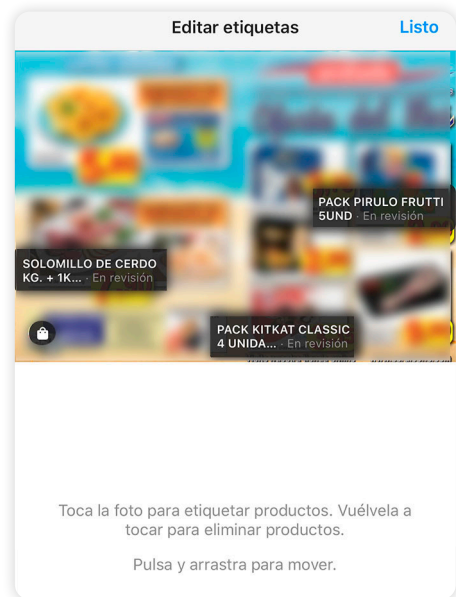 Editar etiquetas
Listo
PACK PIRULO FRUTTI
5UND · En revisión
SOLOMILLO DE CERDO
KG. + 1K... · En revisión
PACK KITKAT CLASSIC
4 UNIDA... · En revisión
Toca la foto para etiquetar productos. Vuélvela a
tocar para eliminar productos.
Pulsa y arrastra para mover.